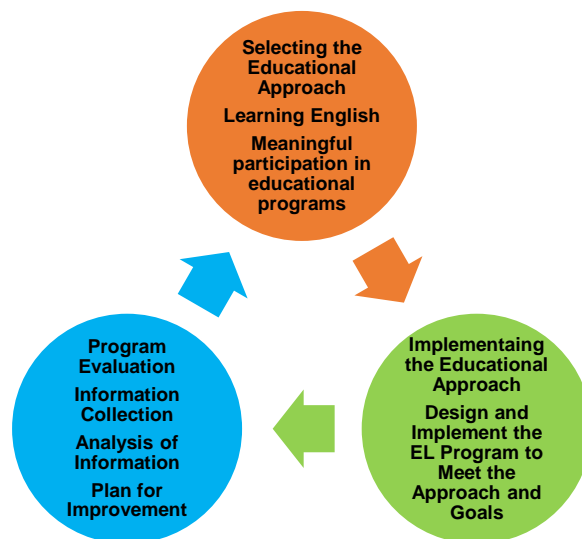 Selecting the
Educational
Approach
Learning English
Meaningful
participation in
educational
programs
Implementaing
the Educational
Approach
Design and
Implement the
EL Program to
Meet the
Approach and
Goals
Program
Evaluation
Information
Collection
Analysis of
Information
Plan for
Improvement